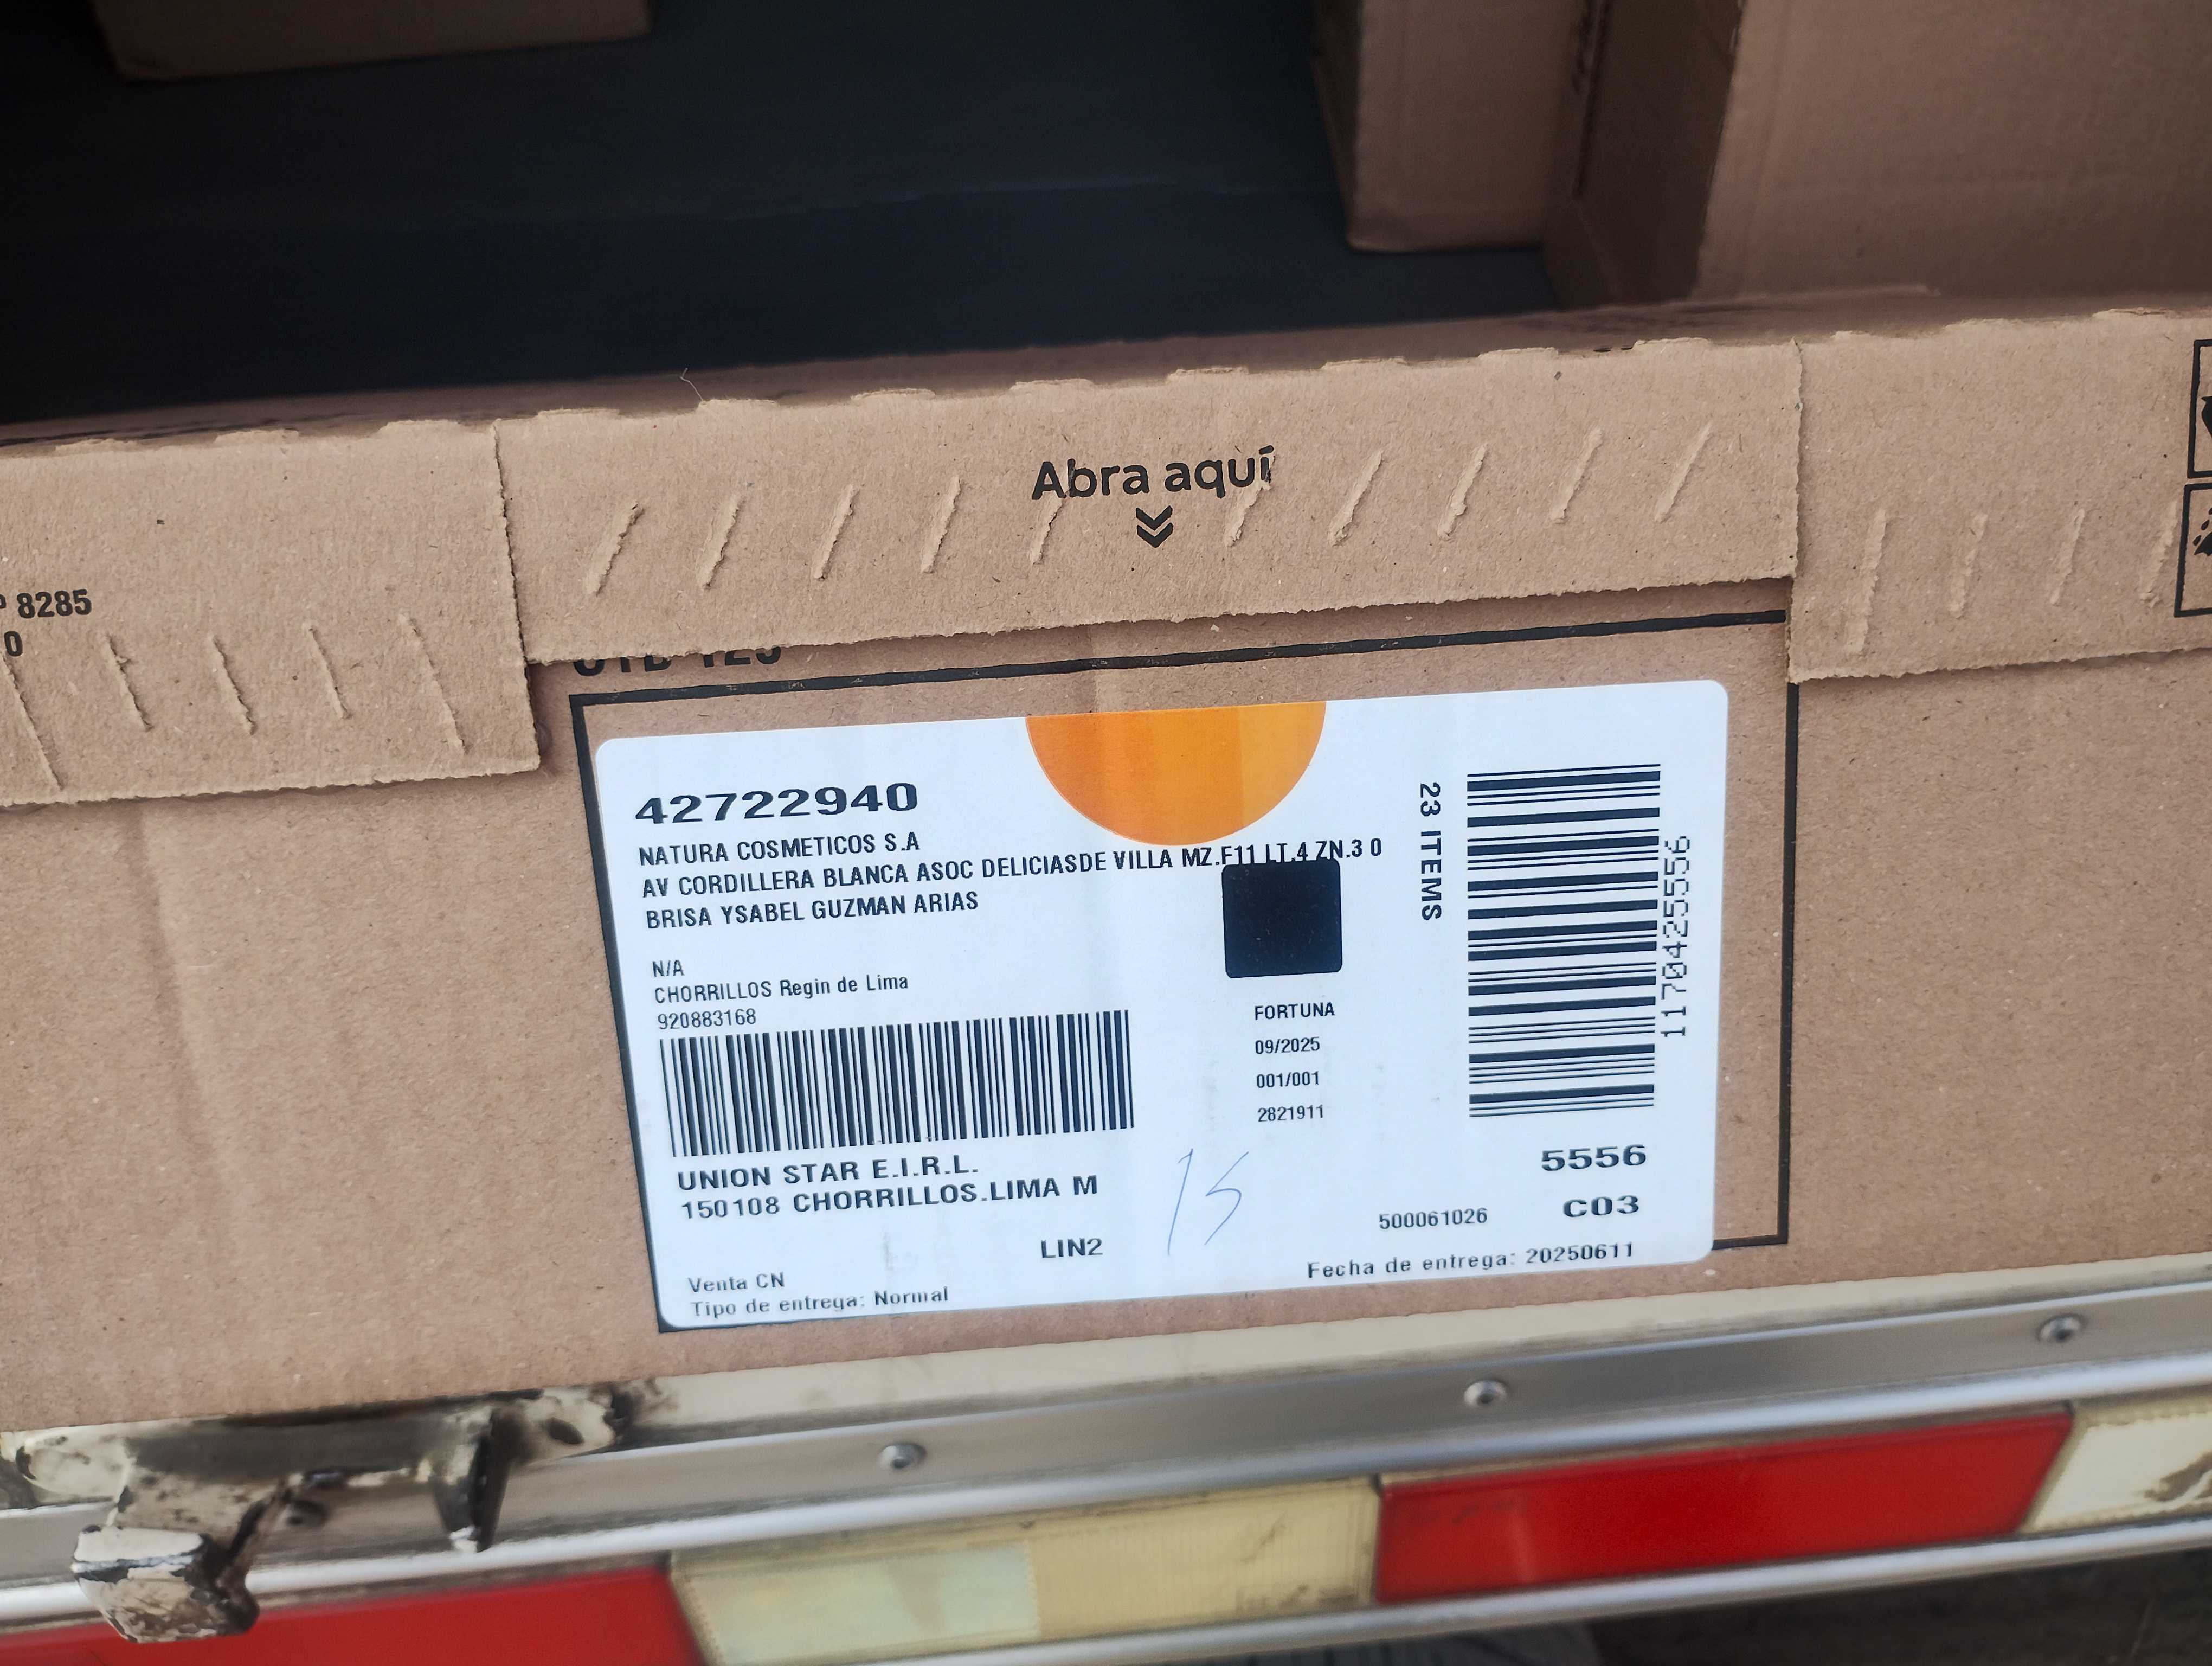 Abra aquí
8285
0
42722940
NATURA COSMETICOS S.A
AV CORDILLERA BLANCA ASOC DELICIASDE VILLA MZ.F11 LT.4 ZN.3 0
BRISA YSABEL GUZMAN ARIAS
N/A
CHORRILLOS Regin de Lima
920883168
UNION STAR E.I.R.L.
150108 CHORRILLOS.LIMA M
LIN2
Venta CN
Tipo de entrega: Normal
FORTUNA
09/2025
001/001
2821911
15
23 ITEMS
117042555​6
5556
500061026
C03
Fecha de entrega: 20250611